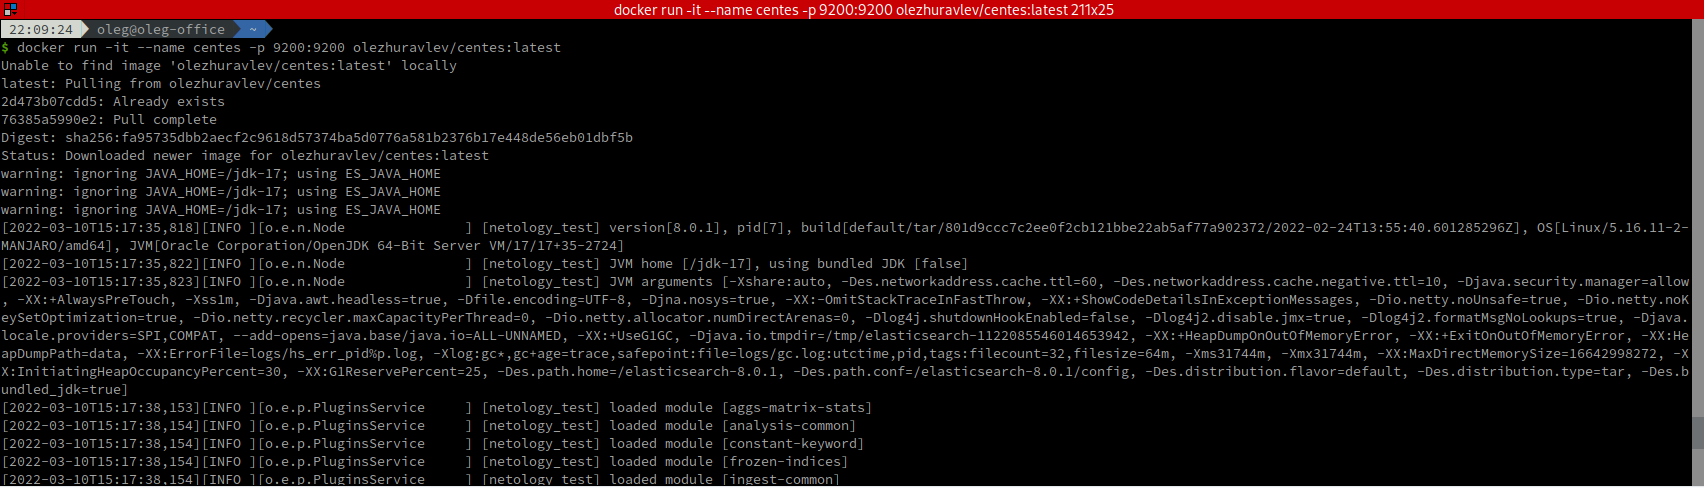 docker run -it --name centes -p 9200:9200 olezhuravlev/centes:latest 211x25
22:09:24 oleg@oleg-office ~
$ docker run -it --name centes -p 9200:9200 olezhuravlev/centes:latest
Unable to find image 'olezhuravlev/centes:latest' locally
latest: Pulling from olezhuravlev/centes
2d473b07cdd5: Already exists
76385a5990e2: Pull complete
Digest: sha256:fa95735dbb2aecf2c9618d57374ba5d0776a581b2376b17e448de56eb01dbf5b
Status: Downloaded newer image for olezhuravlev/centes:latest
warning: ignoring JAVA_HOME=/jdk-17; using ES_JAVA_HOME
warning: ignoring JAVA_HOME=/jdk-17; using ES_JAVA_HOME
warning: ignoring JAVA_HOME=/jdk-17; using ES_JAVA_HOME
[2022-03-10T15:17:35,818][INFO ][o.e.n.Node               ] [netology_test] version[8.0.1], pid[7], build[default/tar/801d9ccc7c2ee0f2cb121bbe22ab5af77a902372/2022-02-24T13:55:40.601285296Z], OS[Linux/5.16.11-2-
MANJARO/amd64], JVM[Oracle Corporation/OpenJDK 64-Bit Server VM/17/17+35-2724]
[2022-03-10T15:17:35,822][INFO ][o.e.n.Node               ] [netology_test] JVM home [/jdk-17], using bundled JDK [false]
[2022-03-10T15:17:35,823][INFO ][o.e.n.Node               ] [netology_test] JVM arguments [-Xshare:auto, -Des.networkaddress.cache.ttl=60, -Des.networkaddress.cache.negative.ttl=10, -Djava.security.manager=allow
, -XX:+AlwaysPreTouch, -Xss1m, -Djava.awt.headless=true, -Dfile.encoding=UTF-8, -Djna.nosys=true, -XX:-OmitStackTraceInFastThrow, -XX:+ShowCodeDetailsInExceptionMessages, -Dio.netty.noUnsafe=true, -Dio.netty.noK
eySetOptimization=true, -Dio.netty.recycler.maxCapacityPerThread=0, -Dio.netty.allocator.numDirectArenas=0, -Dlog4j.shutdownHookEnabled=false, -Dlog4j2.disable.jmx=true, -Dlog4j2.formatMsgNoLookups=true, -Djava.
locale.providers=SPI,COMPAT, --add-opens=java.base/java.io=ALL-UNNAMED, -XX:+UseG1GC, -Djava.io.tmpdir=/tmp/elasticsearch-1122085546014653942, -XX:+HeapDumpOnOutOfMemoryError, -XX:+ExitOnOutOfMemoryError, -XX:He
apDumpPath=data, -XX:ErrorFile=logs/hs_err_pid%p.log, -Xlog:gc*,gc+age=trace,safepoint:file=logs/gc.log:utctime,pid,tags:filecount=32,filesize=64m, -Xms31744m, -Xmx31744m, -XX:MaxDirectMemorySize=16642998272, -X
X:InitiatingHeapOccupancyPercent=30, -XX:G1ReservePercent=25, -Des.path.home=/elasticsearch-8.0.1, -Des.path.conf=/elasticsearch-8.0.1/config, -Des.distribution.flavor=default, -Des.distribution.type=tar, -Des.b
undled_jdk=true]
[2022-03-10T15:17:38,153][INFO ][o.e.p.PluginsService     ] [netology_test] loaded module [aggs-matrix-stats]
[2022-03-10T15:17:38,154][INFO ][o.e.p.PluginsService     ] [netology_test] loaded module [analysis-common]
[2022-03-10T15:17:38,154][INFO ][o.e.p.PluginsService     ] [netology_test] loaded module [constant-keyword]
[2022-03-10T15:17:38,154][INFO ][o.e.p.PluginsService     ] [netology_test] loaded module [frozen-indices]
[2022-03-10T15:17:38,154][INFO ][o.e.p.PluginsService     ] [netology_test] loaded module [ingest-common]